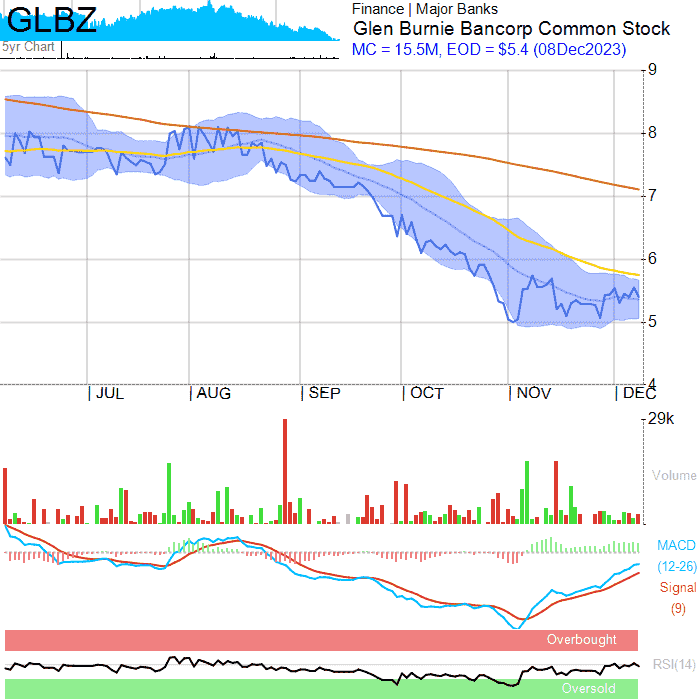 GLBZ
5yr Chart
Finance | Major Banks
Glen Burnie Bancorp Common Stock
MC = 15.5M, EOD = $5.4 (08Dec2023)
9
8
7
6
5
4
JUL AUG SEP OCT NOV DEC
29k
Volume
MACD
(12-26)
Signal
(9)
Overbought
RSI(14)
Oversold